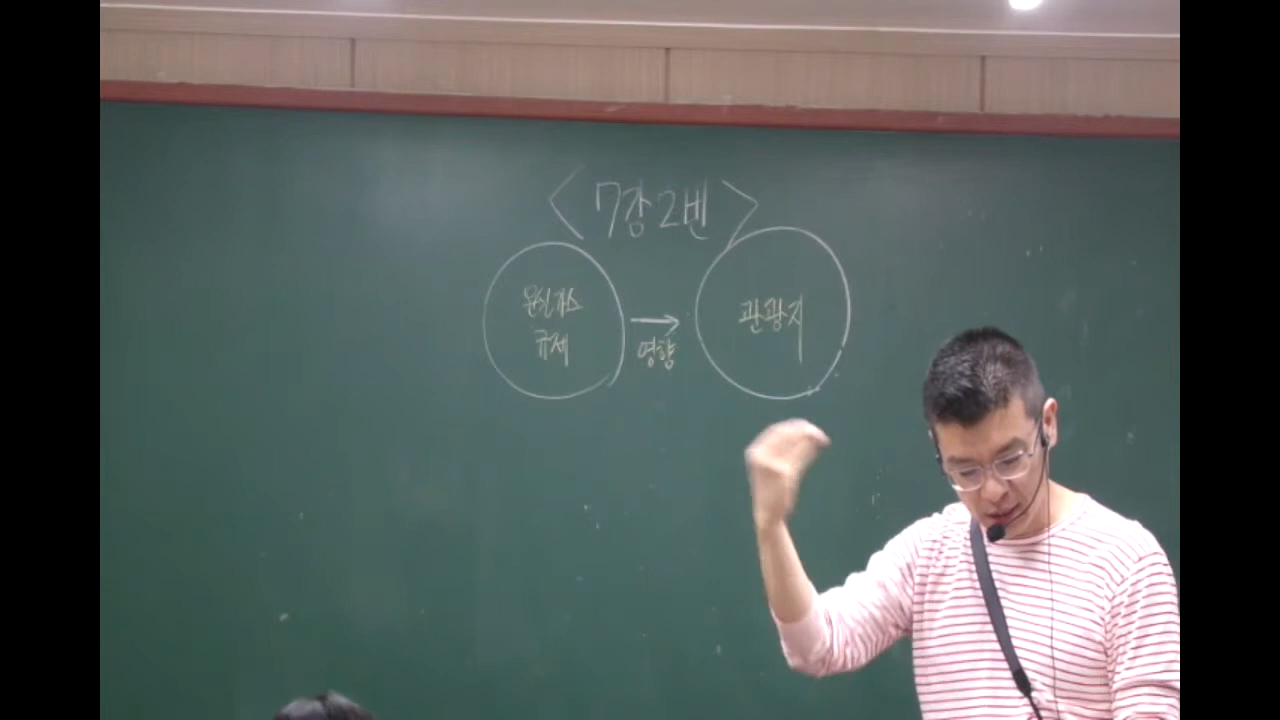 <7강 2번>
온실가스
규제
영향
관광지